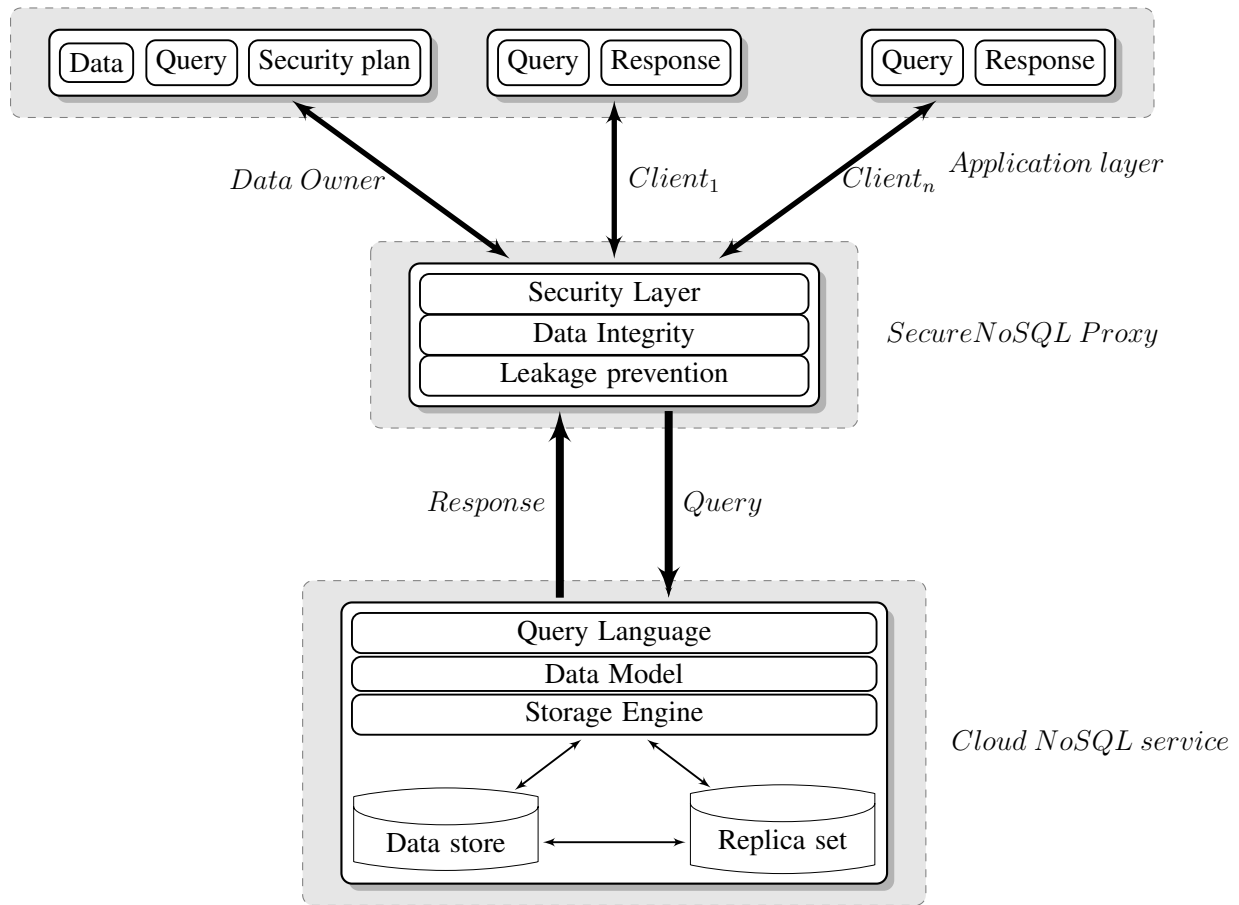 Data Query Security plan Query Response Query Response
Data Owner Client₁ Clientₙ Application layer
Security Layer
Data Integrity
SecureNoSQL Proxy
Leakage prevention
Response Query
Query Language
Data Model
Storage Engine
Cloud NoSQL service
Data store Replica set